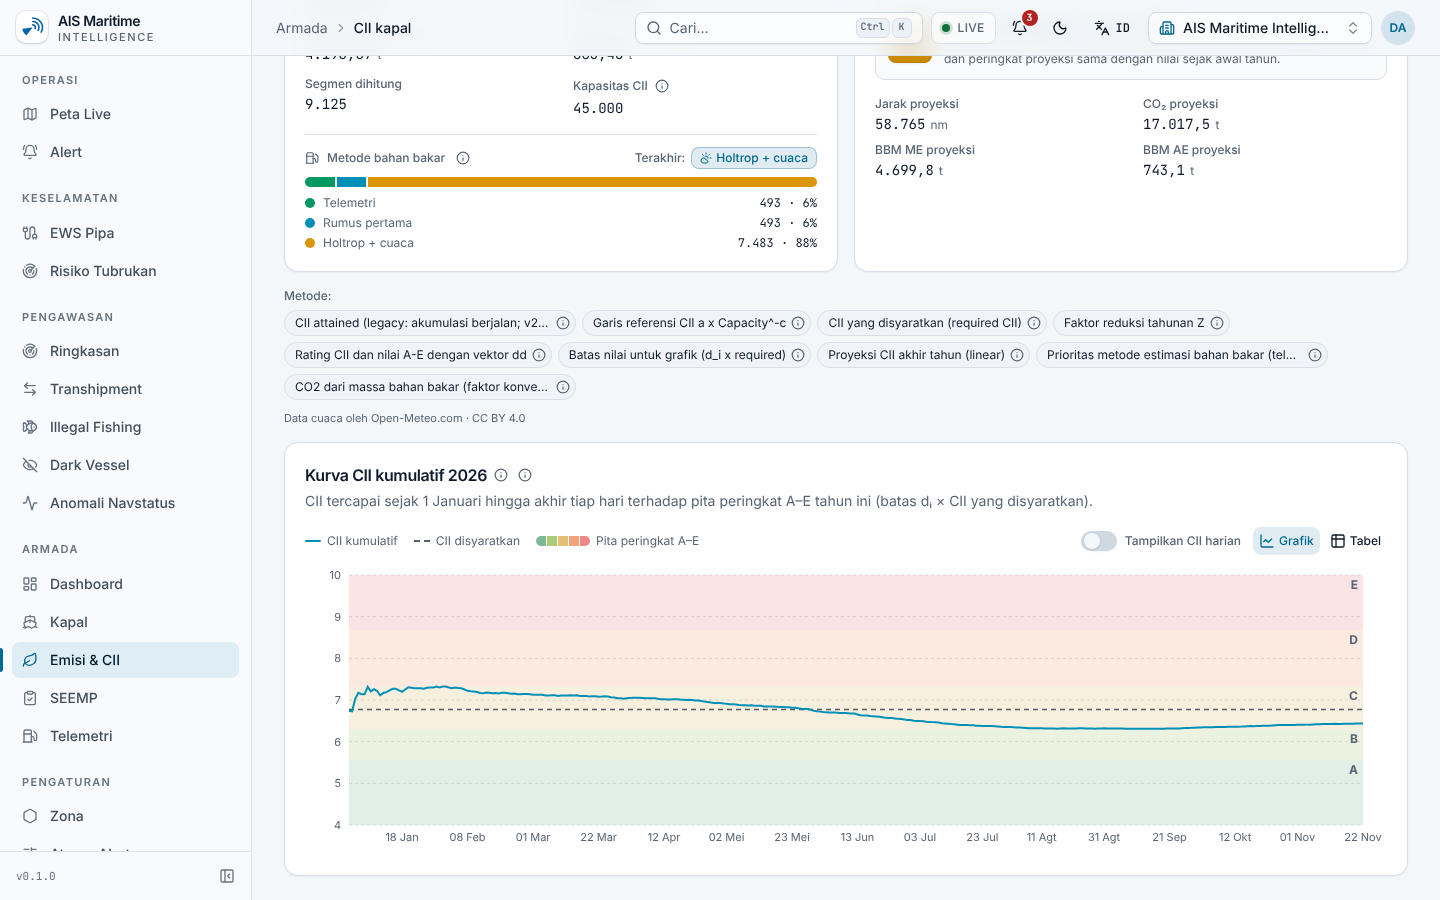 AIS Maritime
INTELLIGENCE
Armada > CII kapal
Cari...
Ctrl K
LIVE
3
ID
AIS Maritime Intellig...
DA
OPERASI
Peta Live
Alert
KESELAMATAN
EWS Pipa
Risiko Tubrukan
PENGAWASAN
Ringkasan
Transhipment
Illegal Fishing
Dark Vessel
Anomali Navstatus
ARMADA
Dashboard
Kapal
Emisi & CII
SEEMP
Telemetri
PENGATURAN
Zona
v0.1.0
Segmen dihitung
9.125
Kapasitas CII
45.000
Metode bahan bakar
Terakhir: Holtrop + cuaca
Telemetri 493 · 6%
Rumus pertama 493 · 6%
Holtrop + cuaca 7.483 · 88%
dan peringkat proyeksi sama dengan nilai sejak awal tahun.
Jarak proyeksi
58.765 nm
CO₂ proyeksi
17.017,5 t
BBM ME proyeksi
4.699,8 t
BBM AE proyeksi
743,1 t
Metode:
CII attained (legacy: akumulasi berjalan; v2...
Garis referensi CII a x Capacity^-c
CII yang disyaratkan (required CII)
Faktor reduksi tahunan Z
Rating CII dan nilai A-E dengan vektor dd
Batas nilai untuk grafik (d_i x required)
Proyeksi CII akhir tahun (linear)
Prioritas metode estimasi bahan bakar (tel...
CO2 dari massa bahan bakar (faktor konve...
Data cuaca oleh Open-Meteo.com · CC BY 4.0
Kurva CII kumulatif 2026
CII tercapai sejak 1 Januari hingga akhir tiap hari terhadap pita peringkat A–E tahun ini (batas dᵢ × CII yang disyaratkan).
CII kumulatif
CII disyaratkan
Pita peringkat A–E
Tampilkan CII harian
Grafik
Tabel
10
9
8
7
6
5
4
E
D
C
B
A
18 Jan 08 Feb 01 Mar 22 Mar 12 Apr 02 Mei 23 Mei 13 Jun 03 Jul 23 Jul 11 Agt 31 Agt 21 Sep 12 Okt 01 Nov 22 Nov